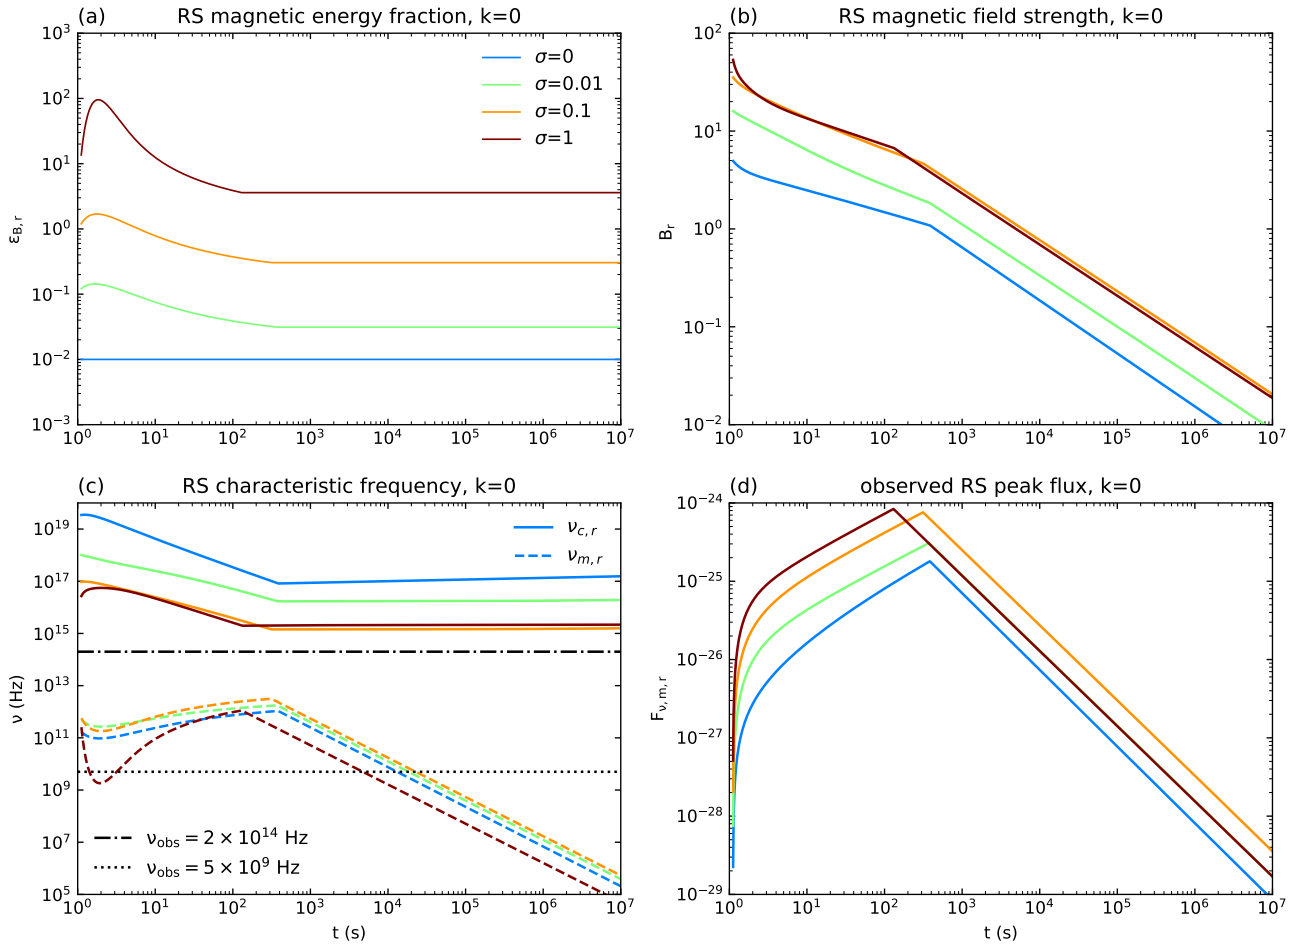 (a) RS magnetic energy fraction, k=0
10³
10²
10¹
10⁰
10⁻¹
10⁻²
10⁻³
ε_{B, r}
σ=0
σ=0.01
σ=0.1
σ=1
10⁰ 10¹ 10² 10³ 10⁴ 10⁵ 10⁶ 10⁷
(b) RS magnetic field strength, k=0
10²
10¹
10⁰
10⁻¹
10⁻²
B_r
10⁰ 10¹ 10² 10³ 10⁴ 10⁵ 10⁶ 10⁷
(c) RS characteristic frequency, k=0
10¹⁹
10¹⁷
10¹⁵
10¹³
10¹¹
10⁹
10⁷
10⁵
ν (Hz)
ν_{c, r}
ν_{m, r}
ν_{obs} = 2 × 10¹⁴ Hz
ν_{obs} = 5 × 10⁹ Hz
10⁰ 10¹ 10² 10³ 10⁴ 10⁵ 10⁶ 10⁷
t (s)
(d) observed RS peak flux, k=0
10⁻²⁴
10⁻²⁵
10⁻²⁶
10⁻²⁷
10⁻²⁸
10⁻²⁹
F_{ν, m, r}
10⁰ 10¹ 10² 10³ 10⁴ 10⁵ 10⁶ 10⁷
t (s)